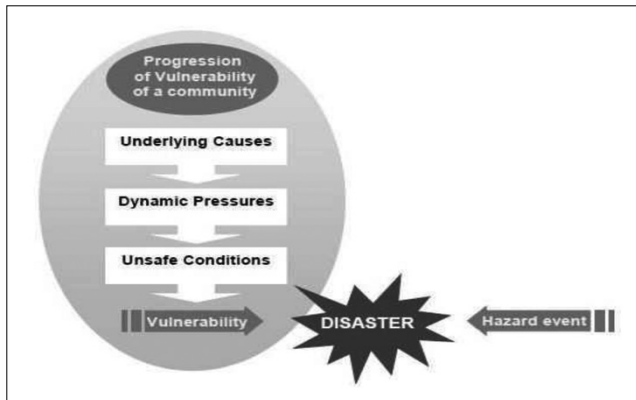 Progression
of Vulnerability
of a community
Underlying Causes
Dynamic Pressures
Unsafe Conditions
Vulnerability
DISASTER
Hazard event